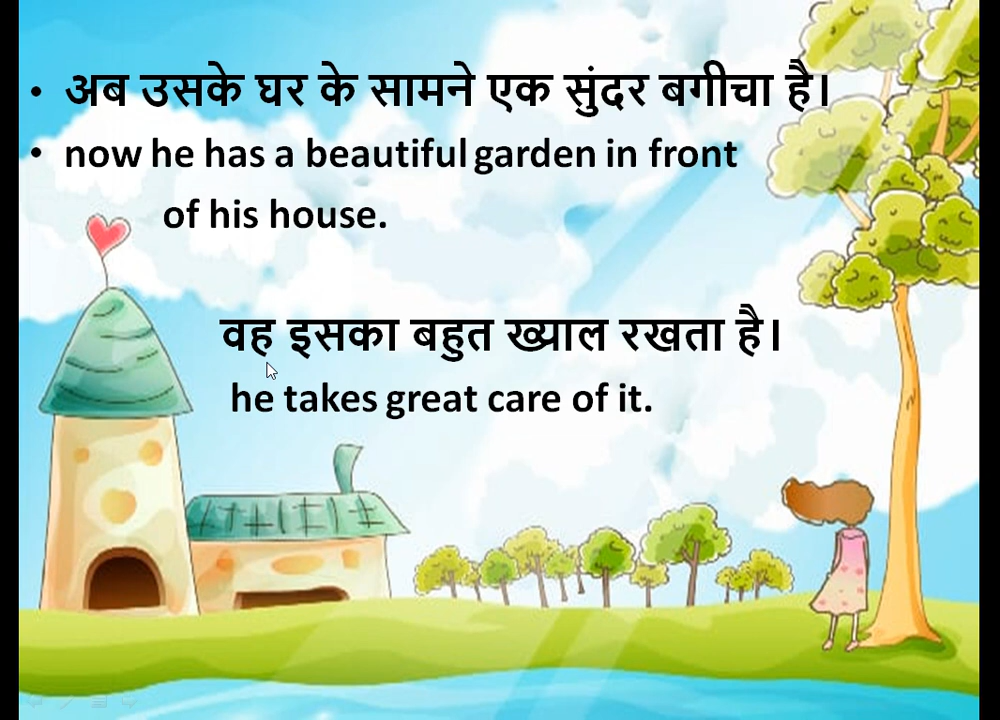 • अब उसके घर के सामने एक सुंदर बगीचा है।
• now he has a beautiful garden in front
of his house.
वह इसका बहुत ख्याल रखता है।
he takes great care of it.